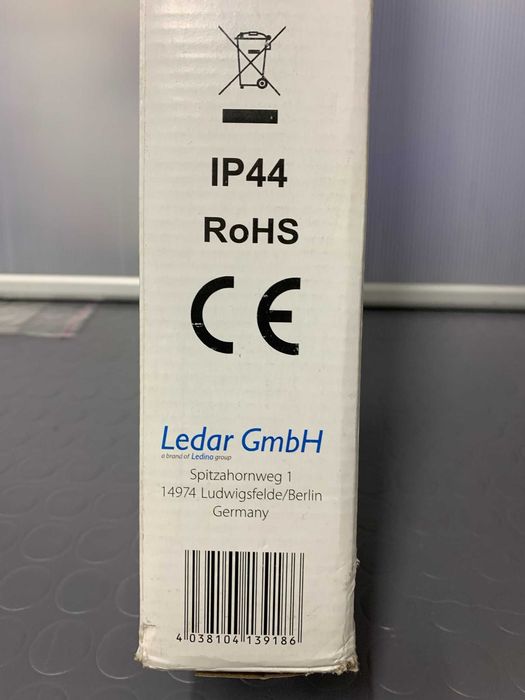 IP44
RoHS
CE
Ledar GmbH
a brand of Ledino group
Spitzahornweg 1
14974 Ludwigsfelde/Berlin
Germany
4 038104 139186